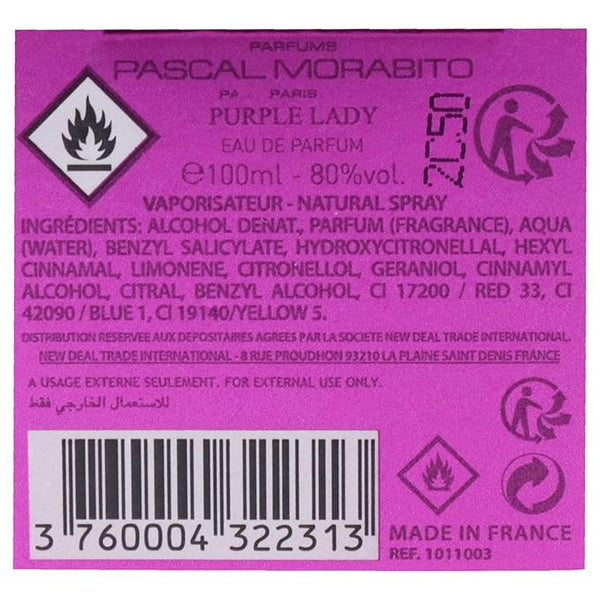 PARFUMS
PASCAL MORABITO
PA PARIS
PURPLE LADY
EAU DE PARFUM
℮100ml - 80%vol.
2C50
VAPORISATEUR - NATURAL SPRAY
INGRÉDIENTS: ALCOHOL DENAT., PARFUM (FRAGRANCE), AQUA
(WATER), BENZYL SALICYLATE, HYDROXYCITRONELLAL, HEXYL
CINNAMAL, LIMONENE, CITRONELLOL, GERANIOL, CINNAMYL
ALCOHOL, CITRAL, BENZYL ALCOHOL, CI 17200 / RED 33, CI
42090 / BLUE 1, CI 19140/YELLOW 5.
DISTRIBUTION RESERVEE AUX DEPOSITAIRES AGREES PAR LA SOCIETE NEW DEAL TRADE INTERNATIONAL.
NEW DEAL TRADE INTERNATIONAL - 8 RUE PROUDHON 93210 LA PLAINE SAINT DENIS FRANCE
A USAGE EXTERNE SEULEMENT. FOR EXTERNAL USE ONLY.
للاستعمال الخارجي فقط
3 760004 322313
MADE IN FRANCE
REF. 1011003